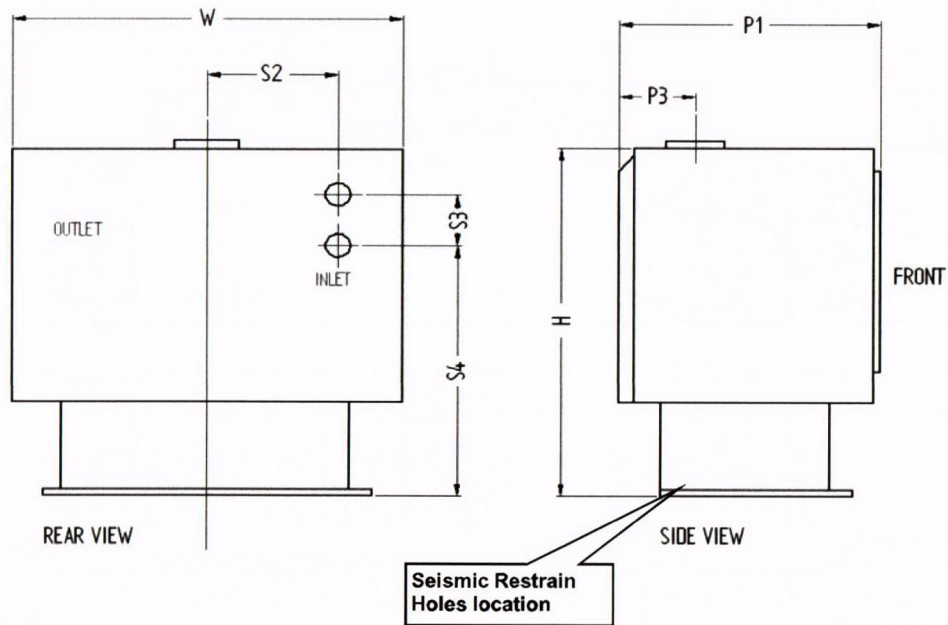 W
P1
S2
P3
OUTLET
S3
INLET
FRONT
H
S4
REAR VIEW
SIDE VIEW
Seismic Restrain
Holes location